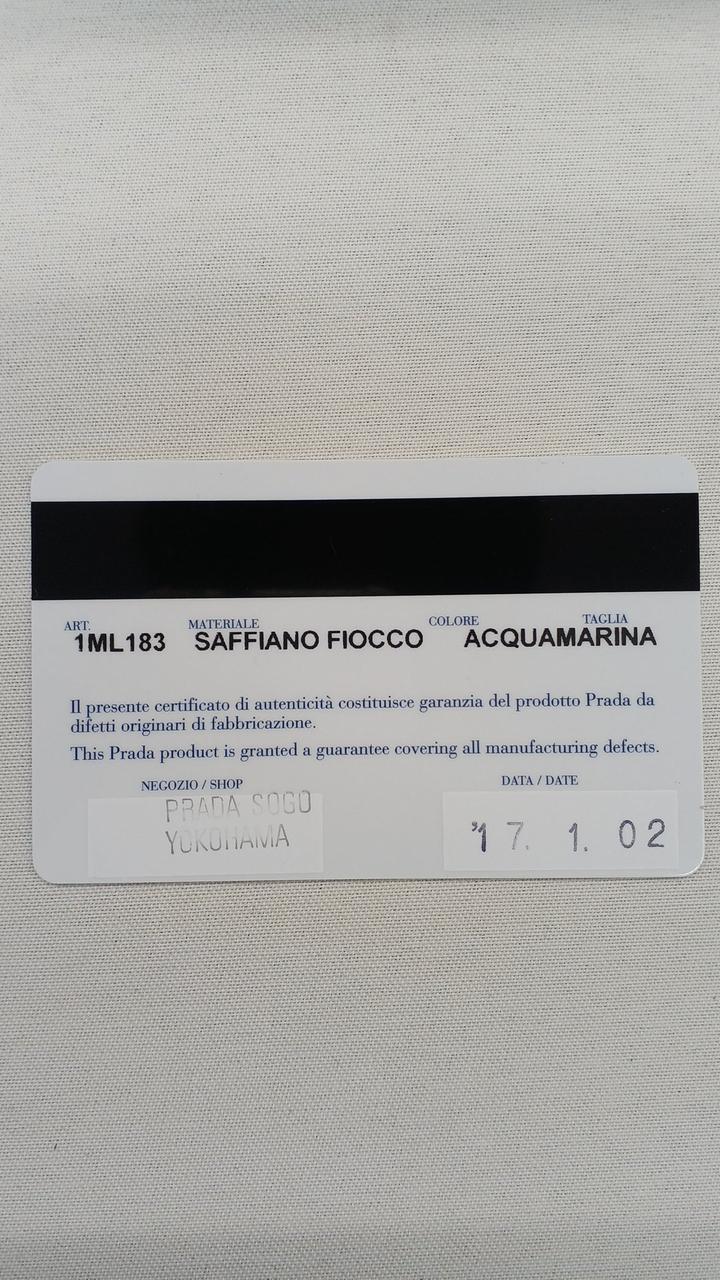 ART. MATERIALE COLORE TAGLIA
1ML183 SAFFIANO FIOCCO ACQUAMARINA
Il presente certificato di autenticità costituisce garanzia del prodotto Prada da
difetti originari di fabbricazione.
This Prada product is granted a guarantee covering all manufacturing defects.
NEGOZIO / SHOP DATA / DATE
PRADA SOGO
YOKOHAMA
'17. 1. 02